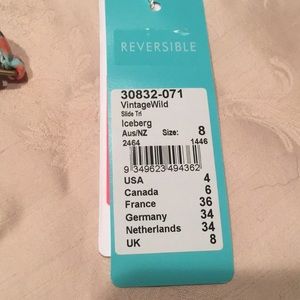 REVERSIBLE
30832-071
VintageWild
Slide Tri
Iceberg
Aus/NZ Size: 8
2464 1446
9 349623 494362
USA 4
Canada 6
France 36
Germany 34
Netherlands 34
UK 8